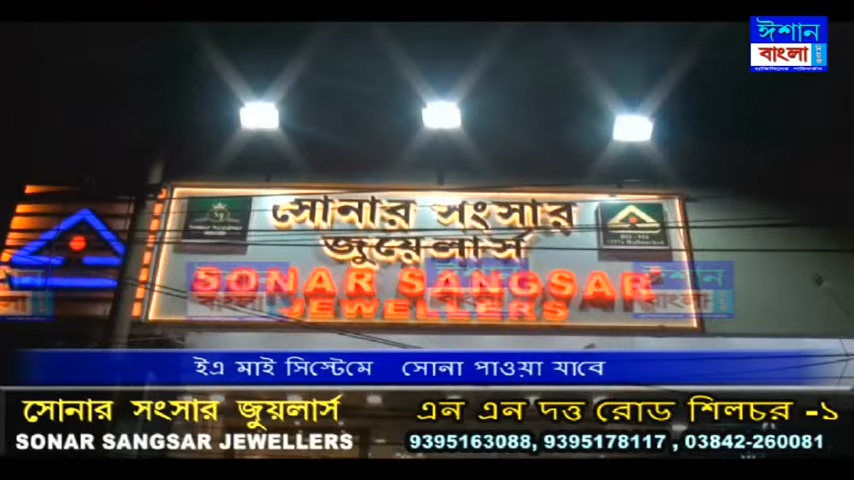 ঈশান
বাংলা
সোনার সংসার
জুয়েলার্স
SONAR SANGSAR
JEWELLERS
ইএ মাই সিস্টেমে সোনা পাওয়া যাবে
সোনার সংসার জুয়লার্স এন এন দত্ত রোড শিলচর -১
SONAR SANGSAR JEWELLERS 9395163088, 9395178117 , 03842-260081